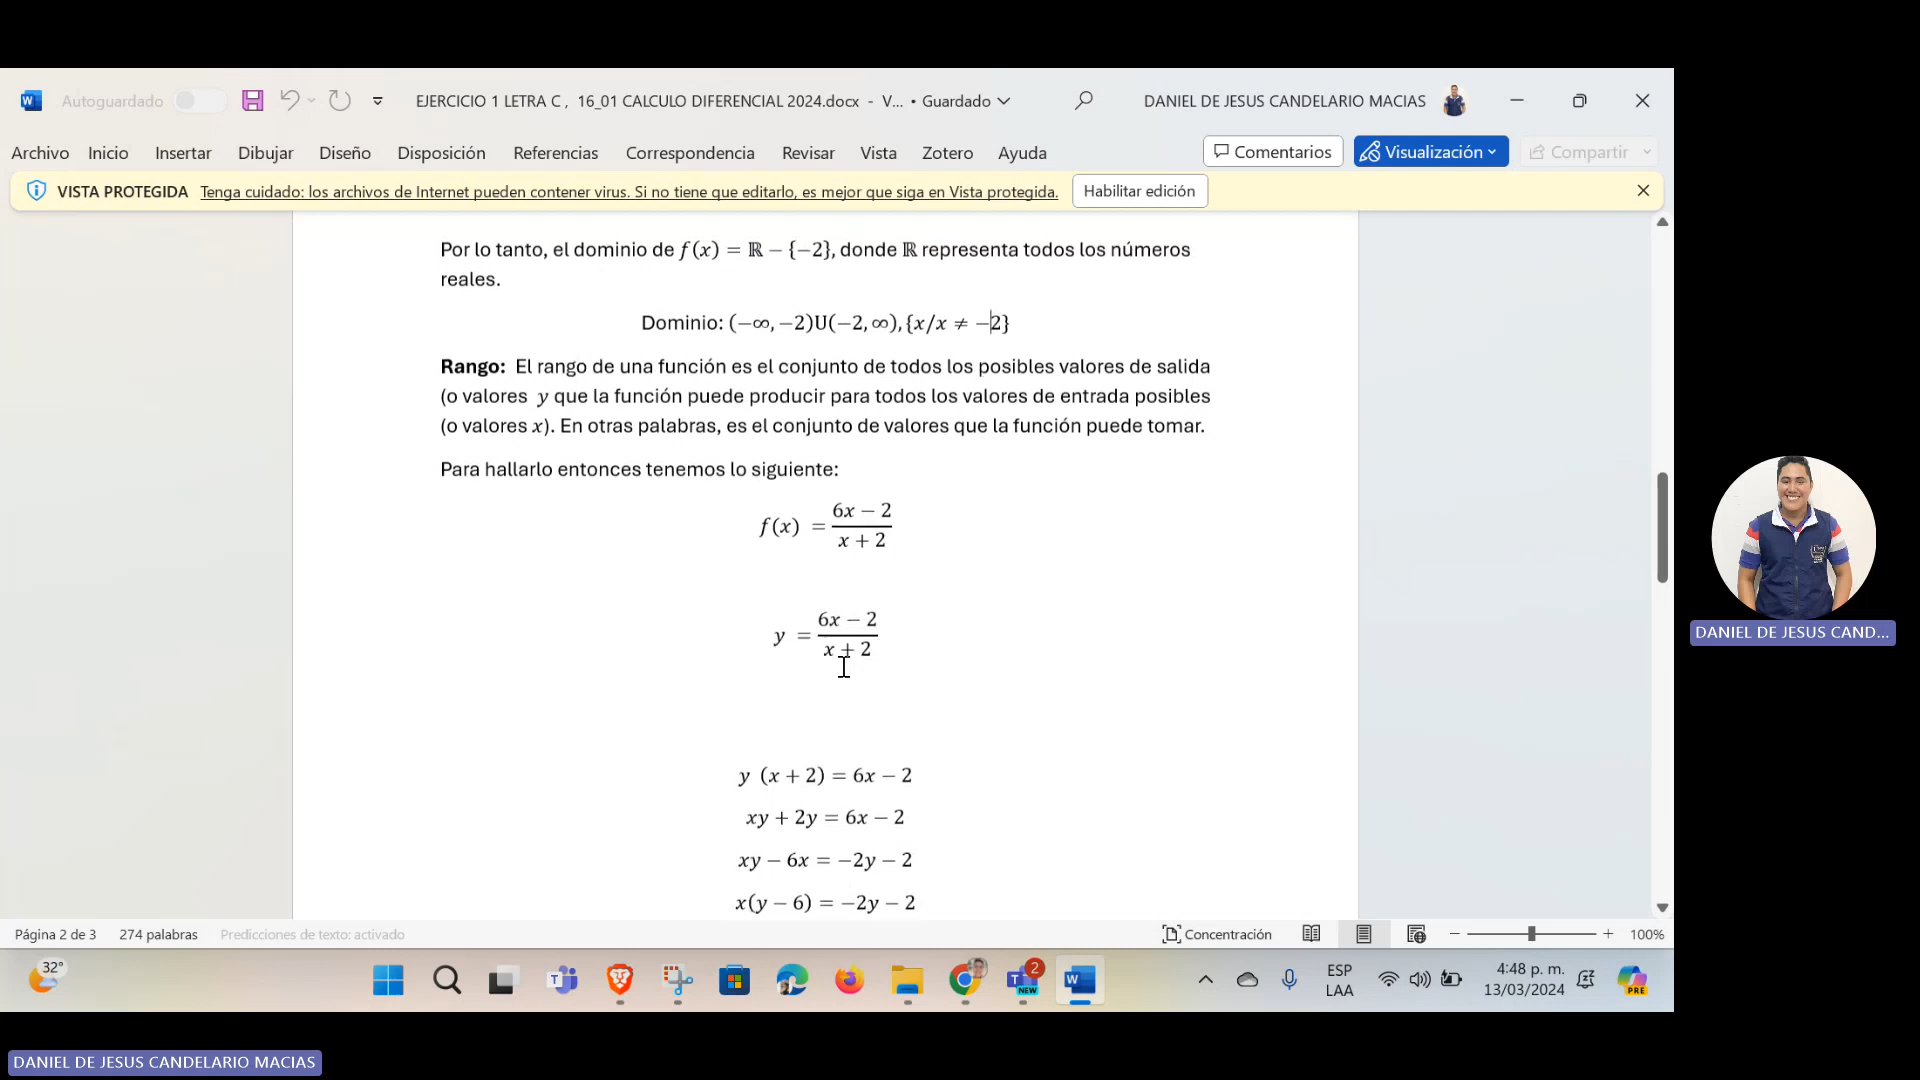 Autoguardado
EJERCICIO 1 LETRA C , 16_01 CALCULO DIFERENCIAL 2024.docx - V... • Guardado
DANIEL DE JESUS CANDELARIO MACIAS
Archivo Inicio Insertar Dibujar Diseño Disposición Referencias Correspondencia Revisar Vista Zotero Ayuda
Comentarios Visualización Compartir
VISTA PROTEGIDA Tenga cuidado: los archivos de Internet pueden contener virus. Si no tiene que editarlo, es mejor que siga en Vista protegida. Habilitar edición
Por lo tanto, el dominio de f(x) = ℝ − {−2}, donde ℝ representa todos los números
reales.
Dominio: (−∞, −2)U(−2, ∞), {x/x ≠ −2}
Rango: El rango de una función es el conjunto de todos los posibles valores de salida
(o valores y que la función puede producir para todos los valores de entrada posibles
(o valores x). En otras palabras, es el conjunto de valores que la función puede tomar.
Para hallarlo entonces tenemos lo siguiente:
f(x) = (6x − 2)/(x + 2)
y = (6x − 2)/(x + 2)
y (x + 2) = 6x − 2
xy + 2y = 6x − 2
xy − 6x = −2y − 2
x(y − 6) = −2y − 2
DANIEL DE JESUS CAND...
Página 2 de 3 274 palabras Predicciones de texto: activado Concentración 100%
32° 2 NEW ESP LAA 4:48 p. m. 13/03/2024 PRE
DANIEL DE JESUS CANDELARIO MACIAS